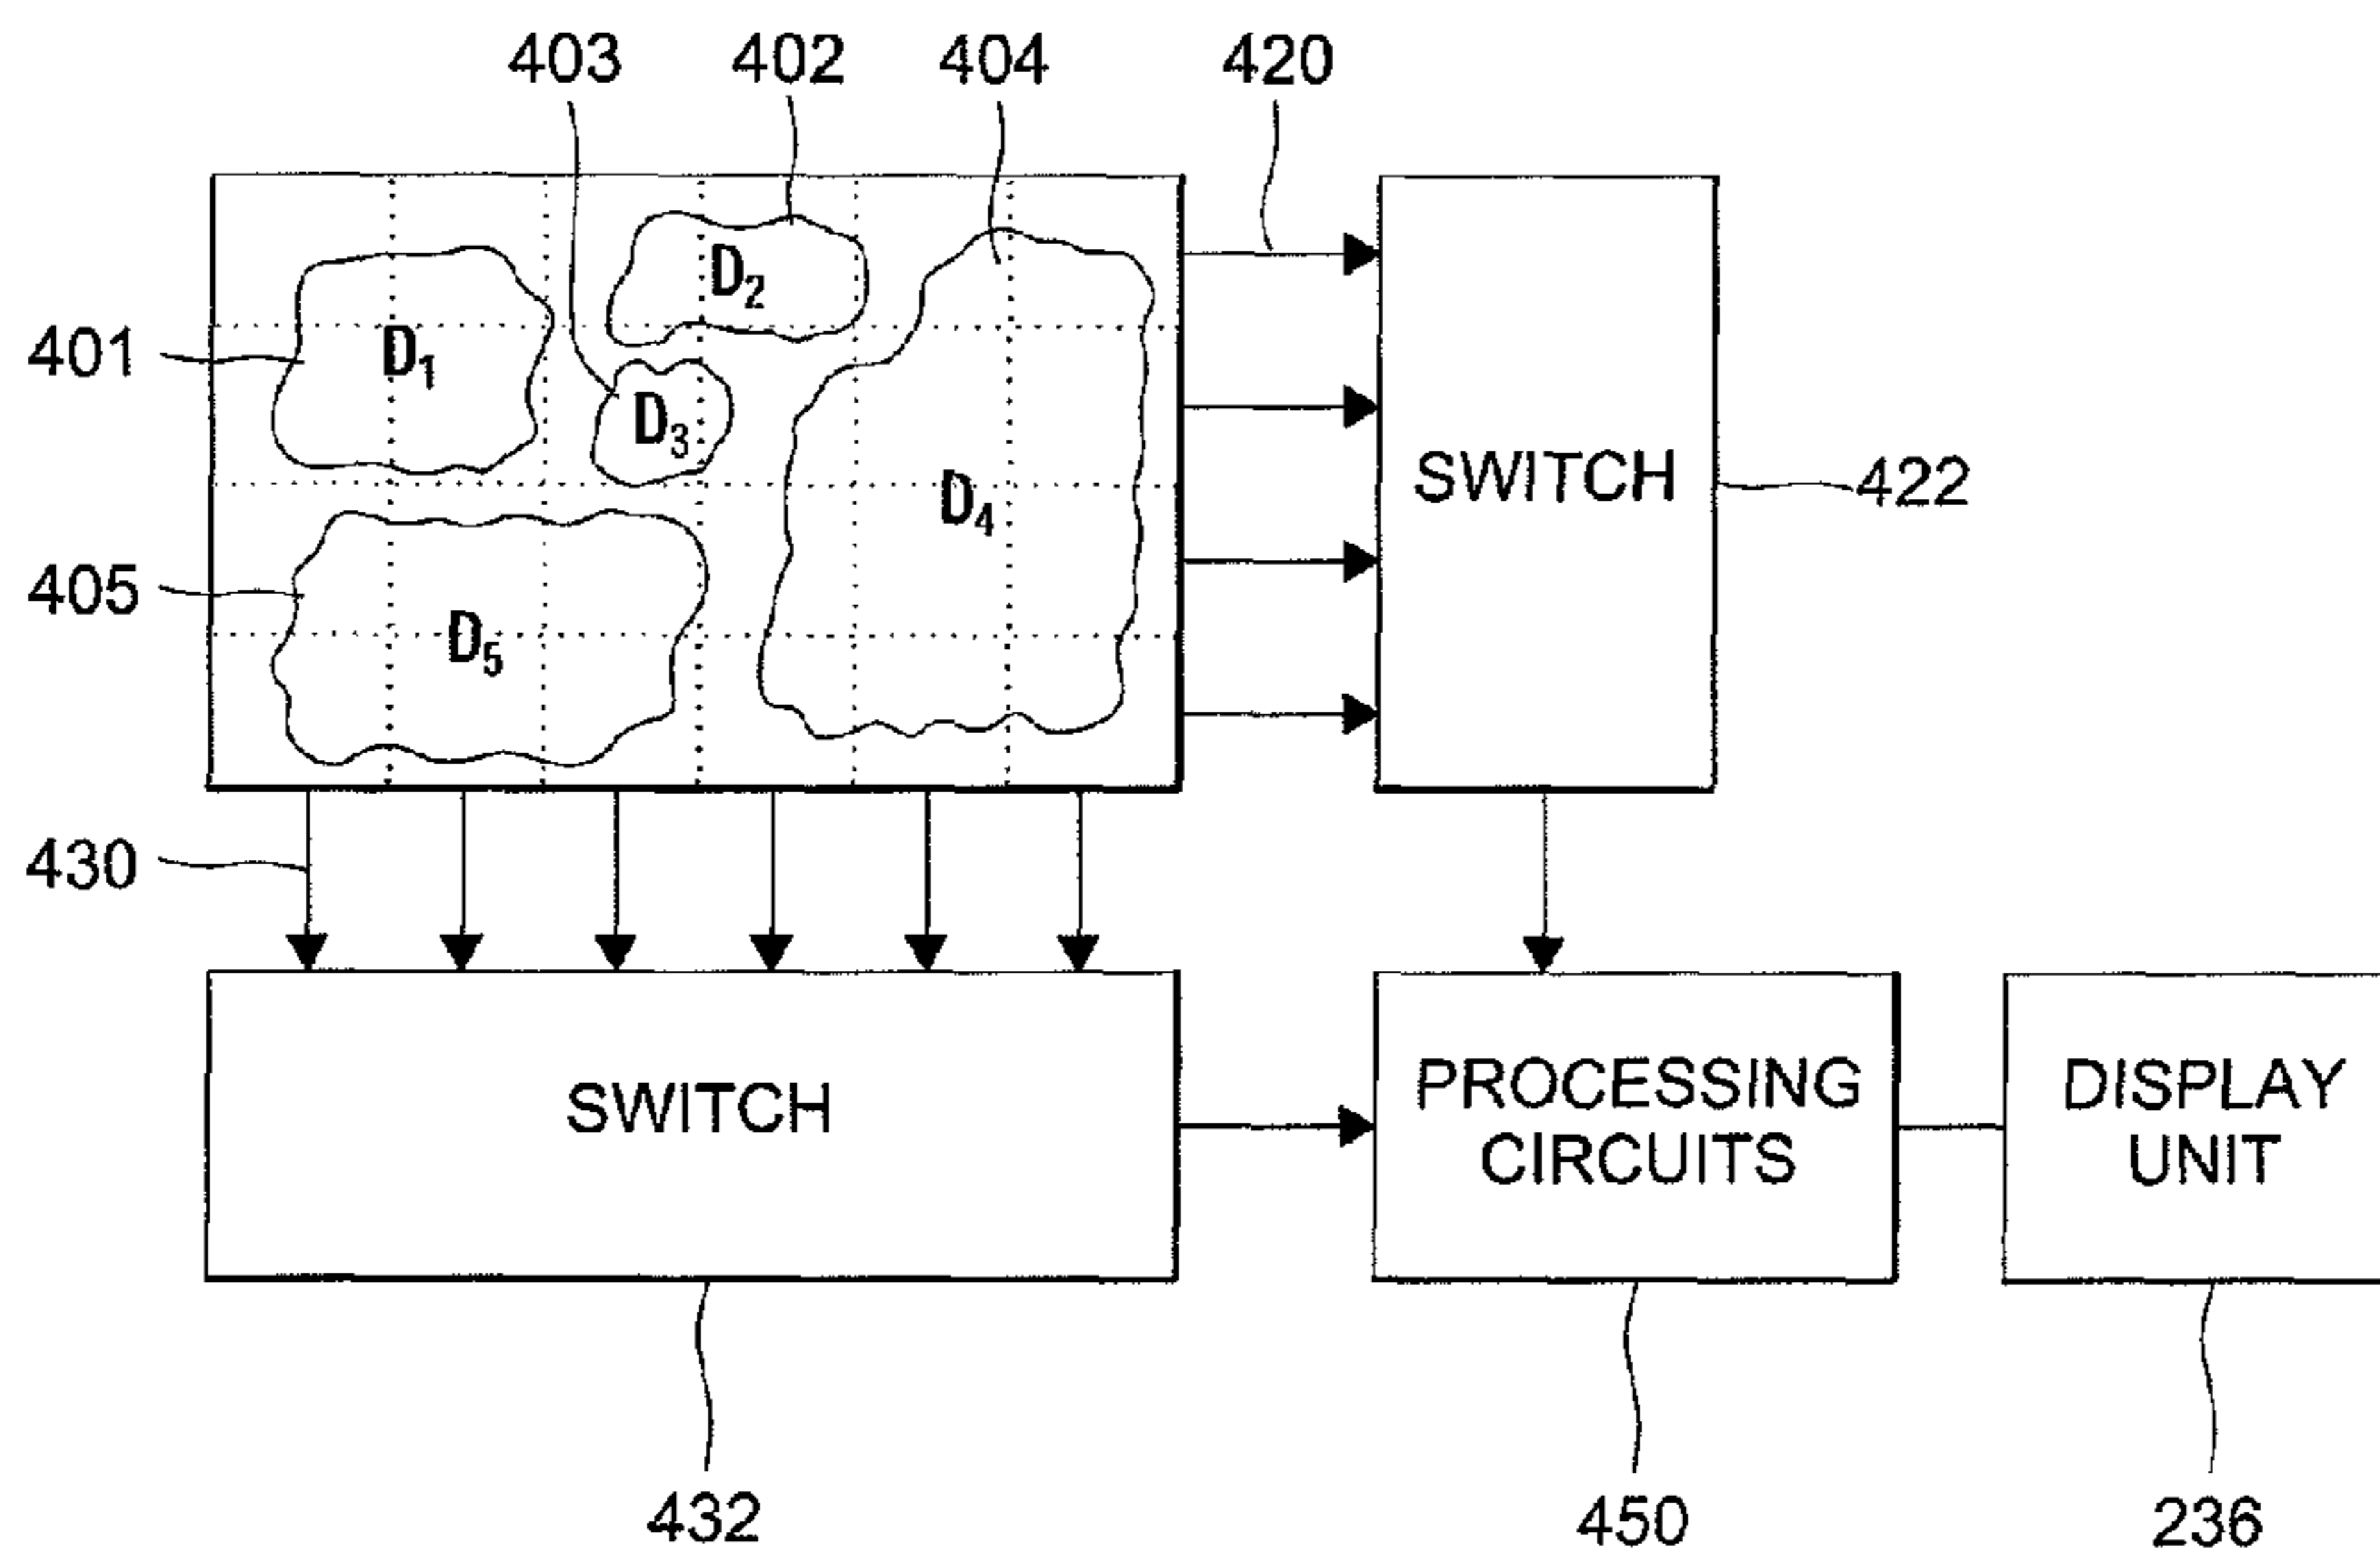 403 402 404 420
D2
401 D1
D3
SWITCH
422
D4
405
D5
430
SWITCH
PROCESSING
CIRCUITS
DISPLAY
UNIT
432 450 236